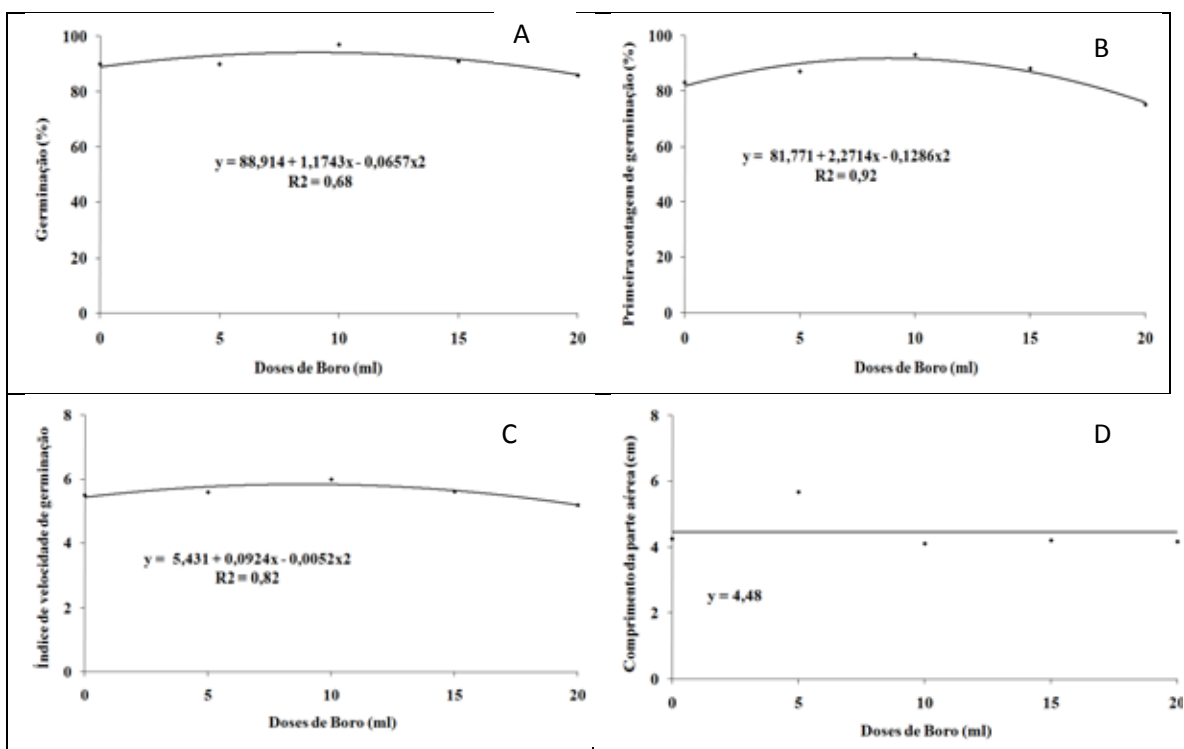 A
Germinação (%)
100
80
60
40
20
0
y = 88,914 + 1,1743x - 0,0657x2
R2 = 0,68
0 5 10 15 20
Doses de Boro (ml)
B
Primeira contagem de germinação (%)
100
80
60
40
20
0
y = 81,771 + 2,2714x - 0,1286x2
R2 = 0,92
0 5 10 15 20
Doses de Boro (ml)
C
Índice de velocidade de germinação
8
6
4
2
0
y = 5,431 + 0,0924x - 0,0052x2
R2 = 0,82
0 5 10 15 20
Doses de Boro (ml)
D
Comprimento da parte aérea (cm)
8
6
4
2
0
y = 4,48
0 5 10 15 20
Doses de Boro (ml)